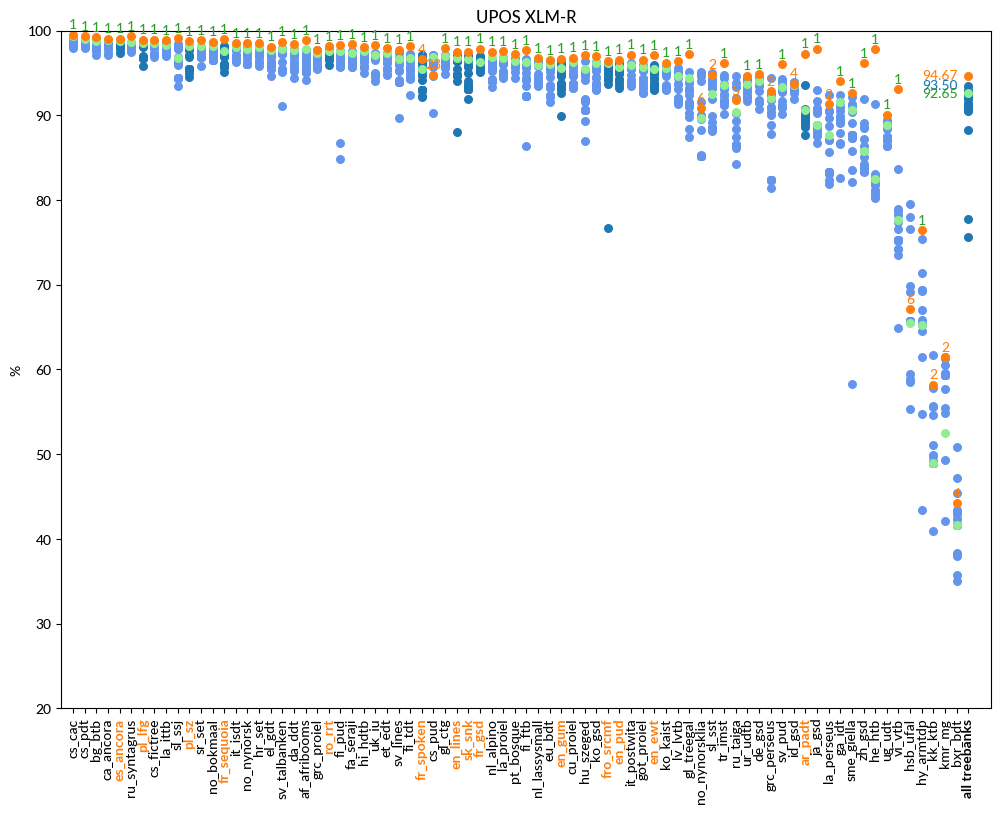 UPOS XLM-R
100
90
80
70
60
50
40
30
20
%
94.67
93.50
92.65
cs_cac
cs_pdt
bg_btb
ca_ancora
es_ancora
ru_syntagrus
pl_lfg
cs_fictree
la_ittb
sl_ssj
pl_sz
sr_set
no_bokmaal
fr_sequoia
it_isdt
no_nynorsk
hr_set
el_gdt
sv_talbanken
da_ddt
af_afribooms
grc_proiel
ro_rrt
fi_pud
fa_seraji
hi_hdtb
uk_iu
et_edt
sv_lines
fi_tdt
fr_spoken
cs_pud
gl_ctg
en_lines
sk_snk
fr_gsd
nl_alpino
la_proiel
pt_bosque
fi_ftb
nl_lassysmall
eu_bdt
en_gum
cu_proiel
hu_szeged
ko_gsd
fro_srcmf
en_pud
it_postwita
got_proiel
en_ewt
ko_kaist
lv_lvtb
gl_treegal
no_nynorsklia
sl_sst
tr_imst
ru_taiga
ur_udtb
de_gsd
grc_perseus
sv_pud
id_gsd
ar_padt
ja_gsd
la_perseus
ga_idt
sme_giella
zh_gsd
he_htb
ug_udt
vi_vtb
hsb_ufal
hy_armtdp
kk_ktb
kmr_mg
bxr_bdt
all treebanks